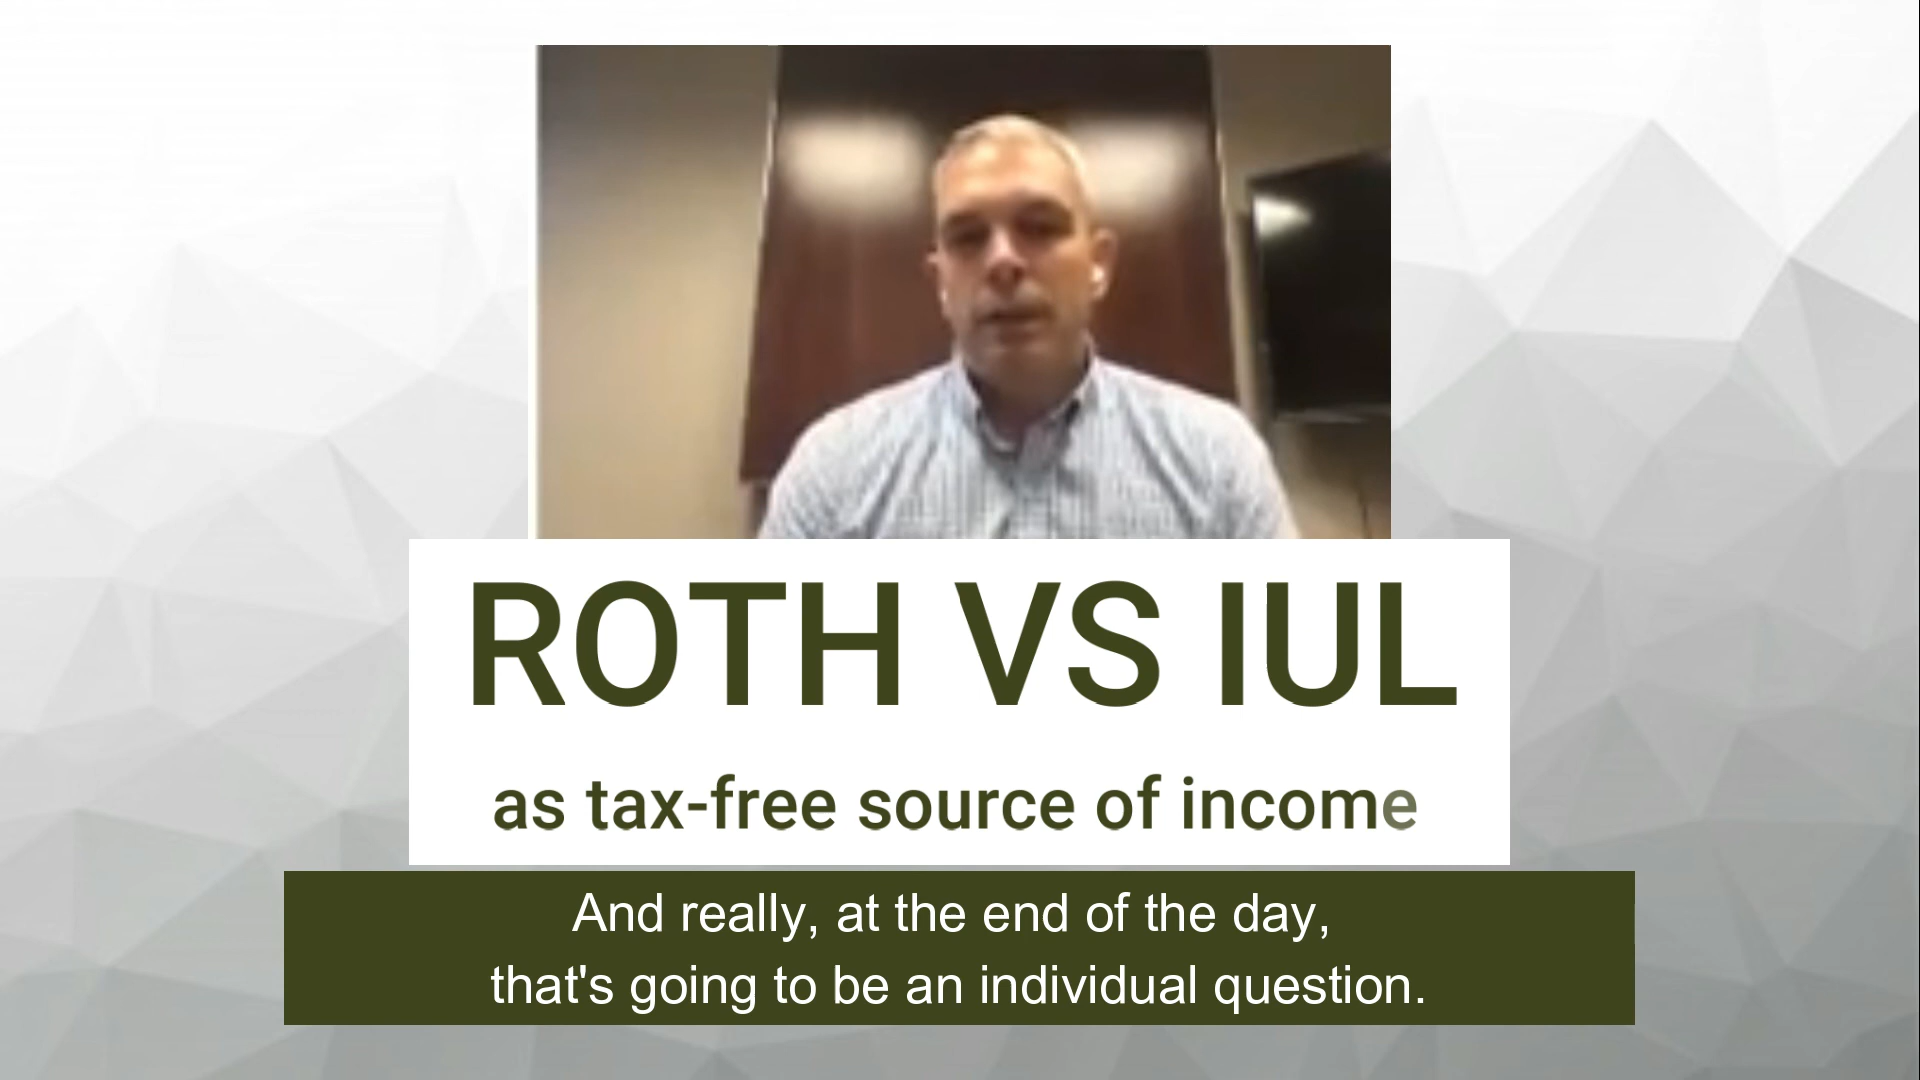 ROTH VS IUL
as tax-free source of income
And really, at the end of the day,
that's going to be an individual question.